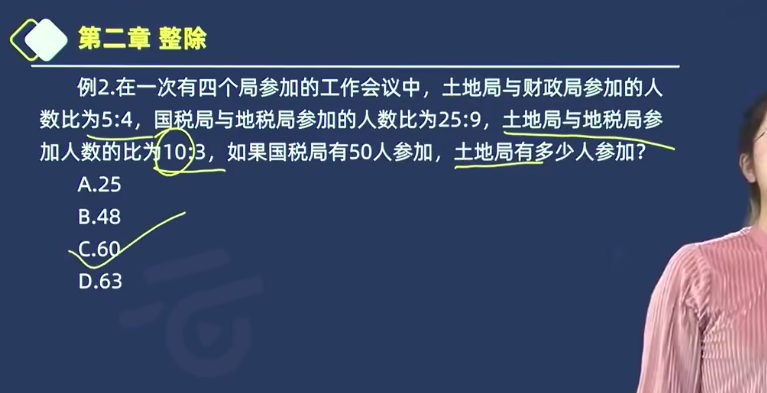 第二章 整除
例2.在一次有四个局参加的工作会议中，土地局与财政局参加的人
数比为5:4，国税局与地税局参加的人数比为25:9，土地局与地税局参
加人数的比为10:3，如果国税局有50人参加，土地局有多少人参加？
A.25
B.48
C.60
D.63